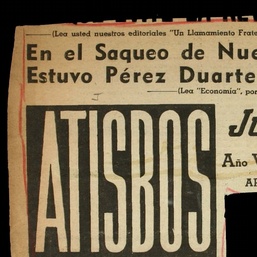 (Lea usted nuestros editoriales "Un Llamamiento Frate
En el Saqueo de Nue
Estuvo Pérez Duarte
(Lea "Economía", por
ATISBOS
Año